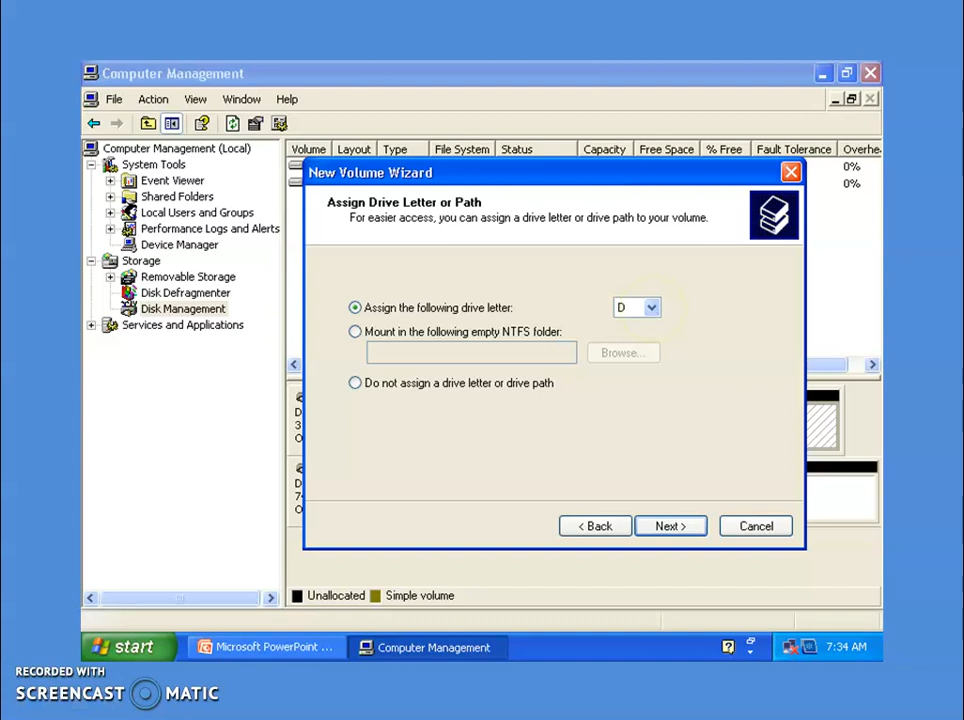 Computer Management
File Action View Window Help
Computer Management (Local)
System Tools
Event Viewer
Shared Folders
Local Users and Groups
Performance Logs and Alerts
Device Manager
Storage
Removable Storage
Disk Defragmenter
Disk Management
Services and Applications
Volume Layout Type File System Status Capacity Free Space % Free Fault Tolerance Overhe
0%
0%
New Volume Wizard
Assign Drive Letter or Path
For easier access, you can assign a drive letter or drive path to your volume.
Assign the following drive letter: D
Mount in the following empty NTFS folder:
Browse...
Do not assign a drive letter or drive path
< Back Next > Cancel
D
3
O
D
74
O
Unallocated Simple volume
start Microsoft PowerPoint ... Computer Management 7:34 AM
RECORDED WITH
SCREENCAST MATIC